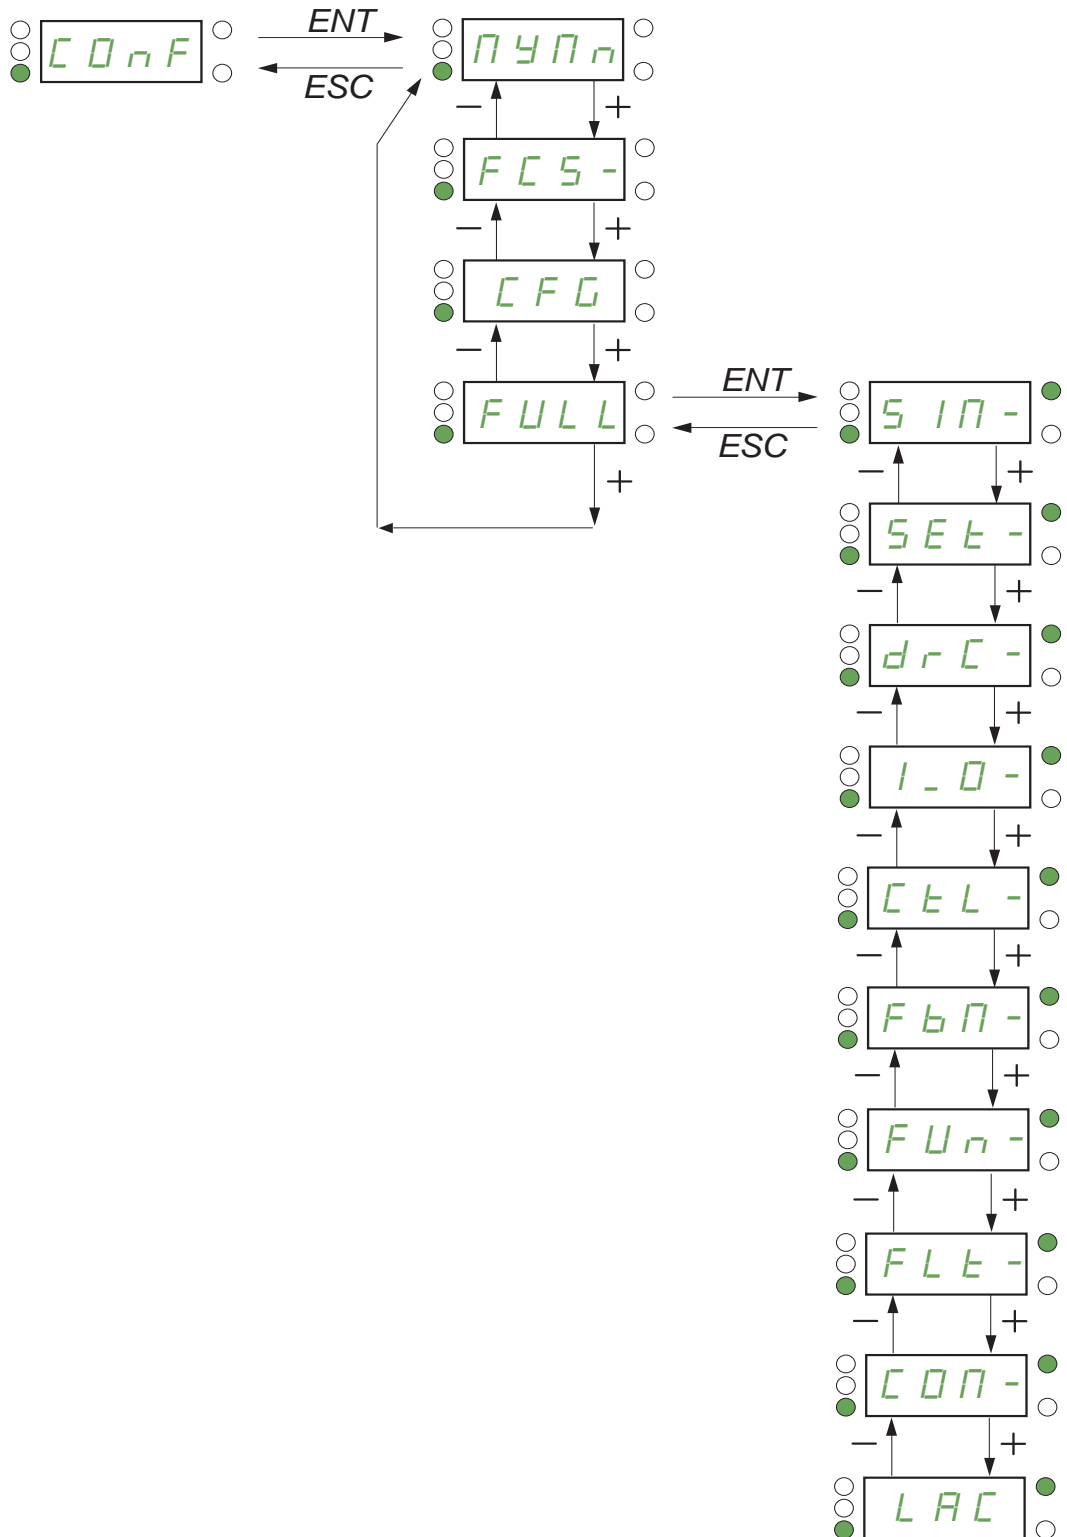 COnF
ENT
ESC
MYMn
− +
FCS-
− +
CFG
− +
FULL
+
ENT
ESC
SIM-
− +
SEt-
− +
drC-
− +
I_O-
− +
CtL-
− +
FbM-
− +
FUn-
− +
FLt-
− +
COM-
− +
LAC